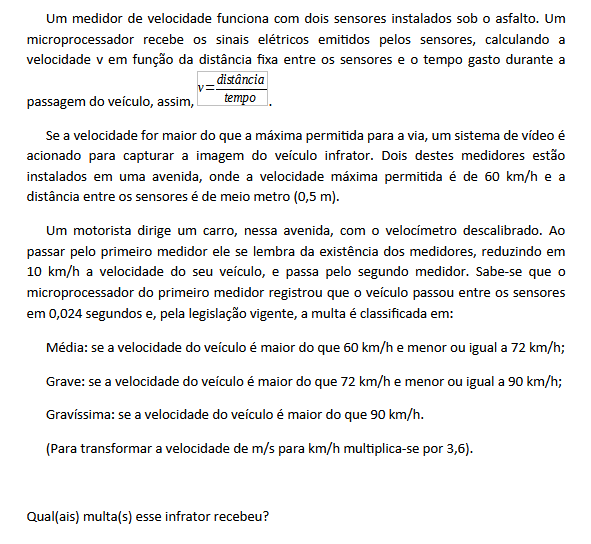 Um medidor de velocidade funciona com dois sensores instalados sob o asfalto. Um
microprocessador recebe os sinais elétricos emitidos pelos sensores, calculando a
velocidade v em função da distância fixa entre os sensores e o tempo gasto durante a
passagem do veículo, assim, v=distância/tempo.
Se a velocidade for maior do que a máxima permitida para a via, um sistema de vídeo é
acionado para capturar a imagem do veículo infrator. Dois destes medidores estão
instalados em uma avenida, onde a velocidade máxima permitida é de 60 km/h e a
distância entre os sensores é de meio metro (0,5 m).
Um motorista dirige um carro, nessa avenida, com o velocímetro descalibrado. Ao
passar pelo primeiro medidor ele se lembra da existência dos medidores, reduzindo em
10 km/h a velocidade do seu veículo, e passa pelo segundo medidor. Sabe-se que o
microprocessador do primeiro medidor registrou que o veículo passou entre os sensores
em 0,024 segundos e, pela legislação vigente, a multa é classificada em:
Média: se a velocidade do veículo é maior do que 60 km/h e menor ou igual a 72 km/h;
Grave: se a velocidade do veículo é maior do que 72 km/h e menor ou igual a 90 km/h;
Gravíssima: se a velocidade do veículo é maior do que 90 km/h.
(Para transformar a velocidade de m/s para km/h multiplica-se por 3,6).
Qual(ais) multa(s) esse infrator recebeu?